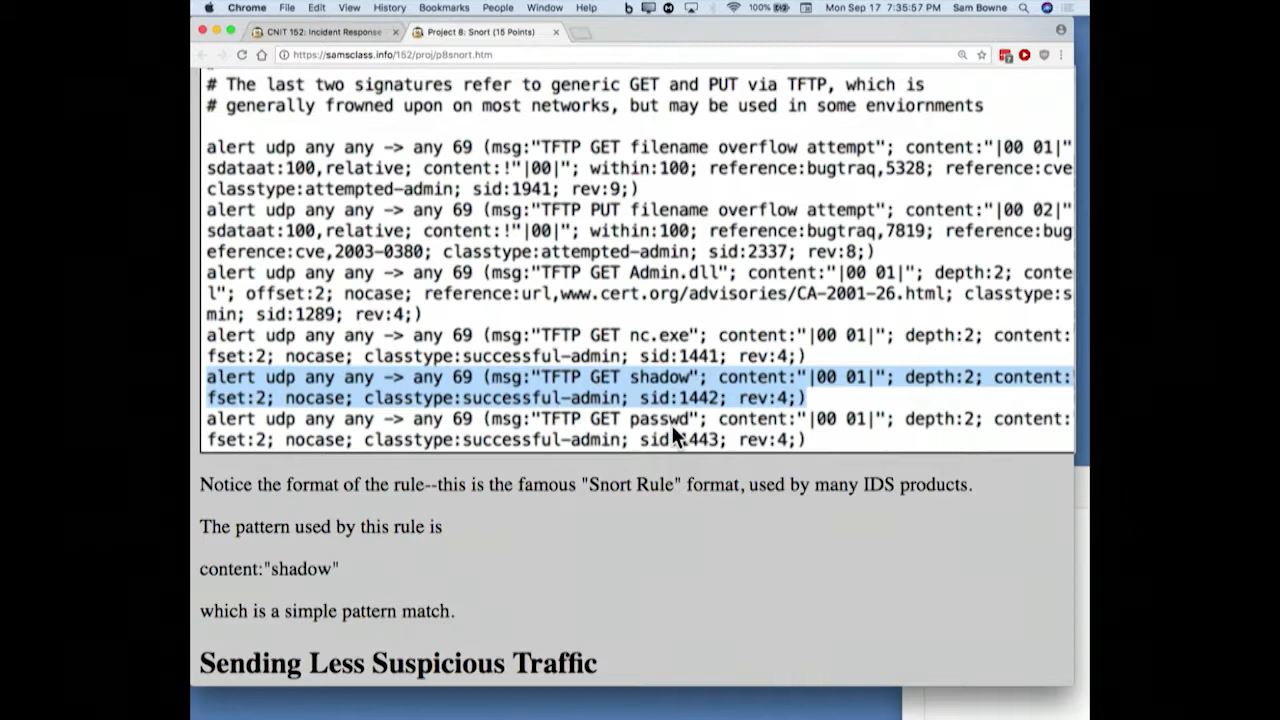 Chrome File Edit View History Bookmarks People Window Help 100% Mon Sep 17 7:35:57 PM Sam Bowne
CNIT 152: Incident Response Project 8: Snort (15 Points)
https://samsclass.info/152/proj/p8snort.htm
# The last two signatures refer to generic GET and PUT via TFTP, which is
# generally frowned upon on most networks, but may be used in some enviornments
alert udp any any -> any 69 (msg:"TFTP GET filename overflow attempt"; content:"|00 01|"
sdataat:100,relative; content:!"|00|"; within:100; reference:bugtraq,5328; reference:cve
classtype:attempted-admin; sid:1941; rev:9;)
alert udp any any -> any 69 (msg:"TFTP PUT filename overflow attempt"; content:"|00 02|"
sdataat:100,relative; content:!"|00|"; within:100; reference:bugtraq,7819; reference:bug
eference:cve,2003-0380; classtype:attempted-admin; sid:2337; rev:8;)
alert udp any any -> any 69 (msg:"TFTP GET Admin.dll"; content:"|00 01|"; depth:2; conte
l"; offset:2; nocase; reference:url,www.cert.org/advisories/CA-2001-26.html; classtype:s
min; sid:1289; rev:4;)
alert udp any any -> any 69 (msg:"TFTP GET nc.exe"; content:"|00 01|"; depth:2; content:
fset:2; nocase; classtype:successful-admin; sid:1441; rev:4;)
alert udp any any -> any 69 (msg:"TFTP GET shadow"; content:"|00 01|"; depth:2; content:
fset:2; nocase; classtype:successful-admin; sid:1442; rev:4;)
alert udp any any -> any 69 (msg:"TFTP GET passwd"; content:"|00 01|"; depth:2; content:
fset:2; nocase; classtype:successful-admin; sid:1443; rev:4;)
Notice the format of the rule--this is the famous "Snort Rule" format, used by many IDS products.
The pattern used by this rule is
content:"shadow"
which is a simple pattern match.
Sending Less Suspicious Traffic